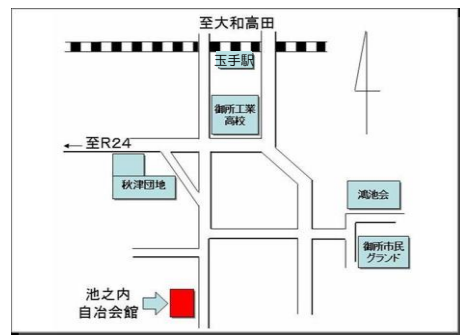 至大和高田
玉手駅
御所工業
高校
←至R24
秋津団地
鴻池会
御所市民
グランド
池之内
自治会館